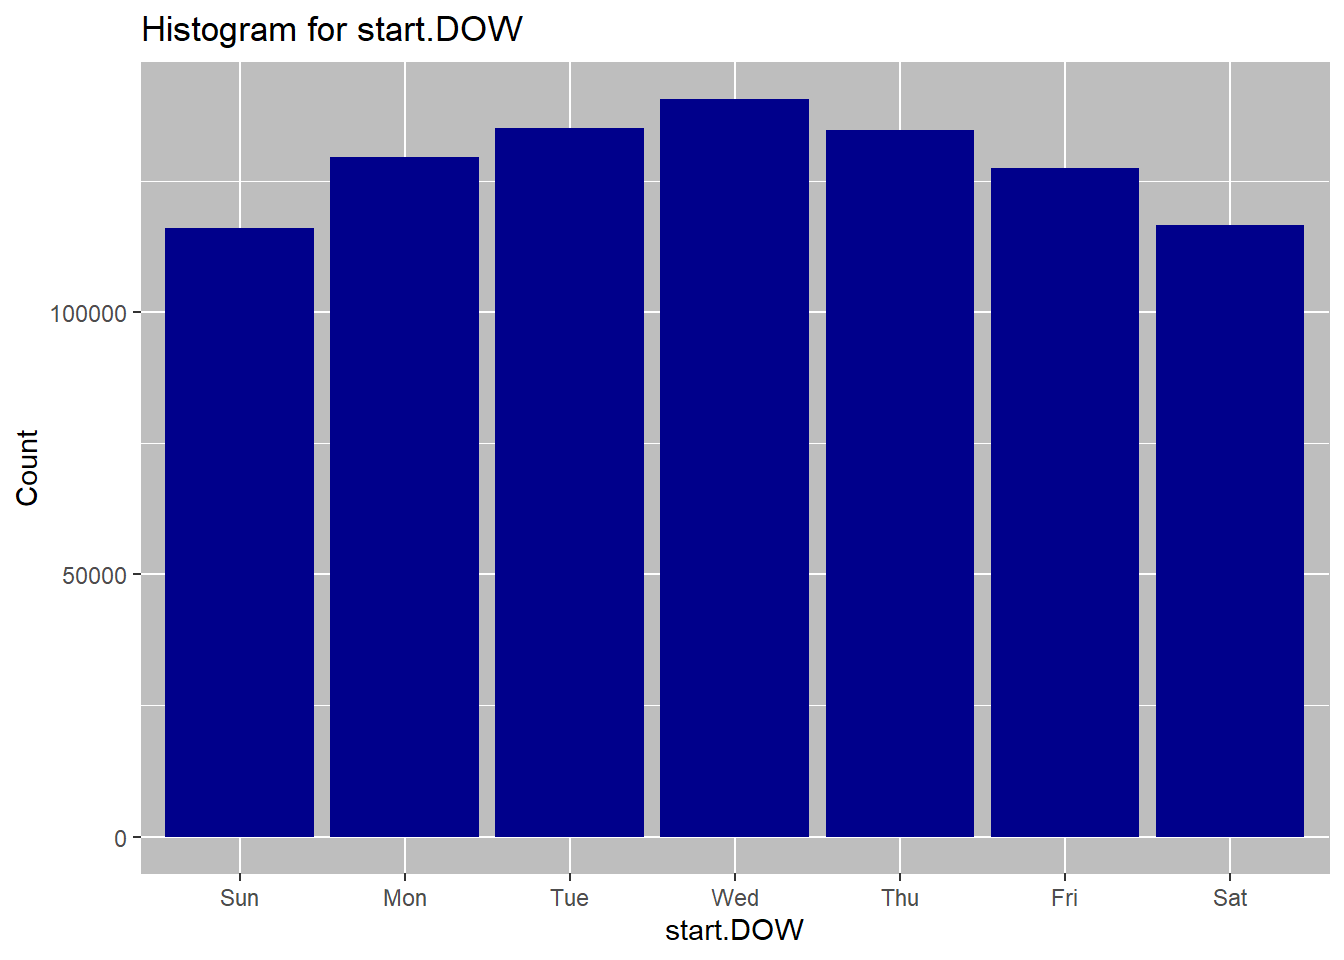 Histogram for start.DOW
Count
100000
50000
0
Sun Mon Tue Wed Thu Fri Sat
start.DOW